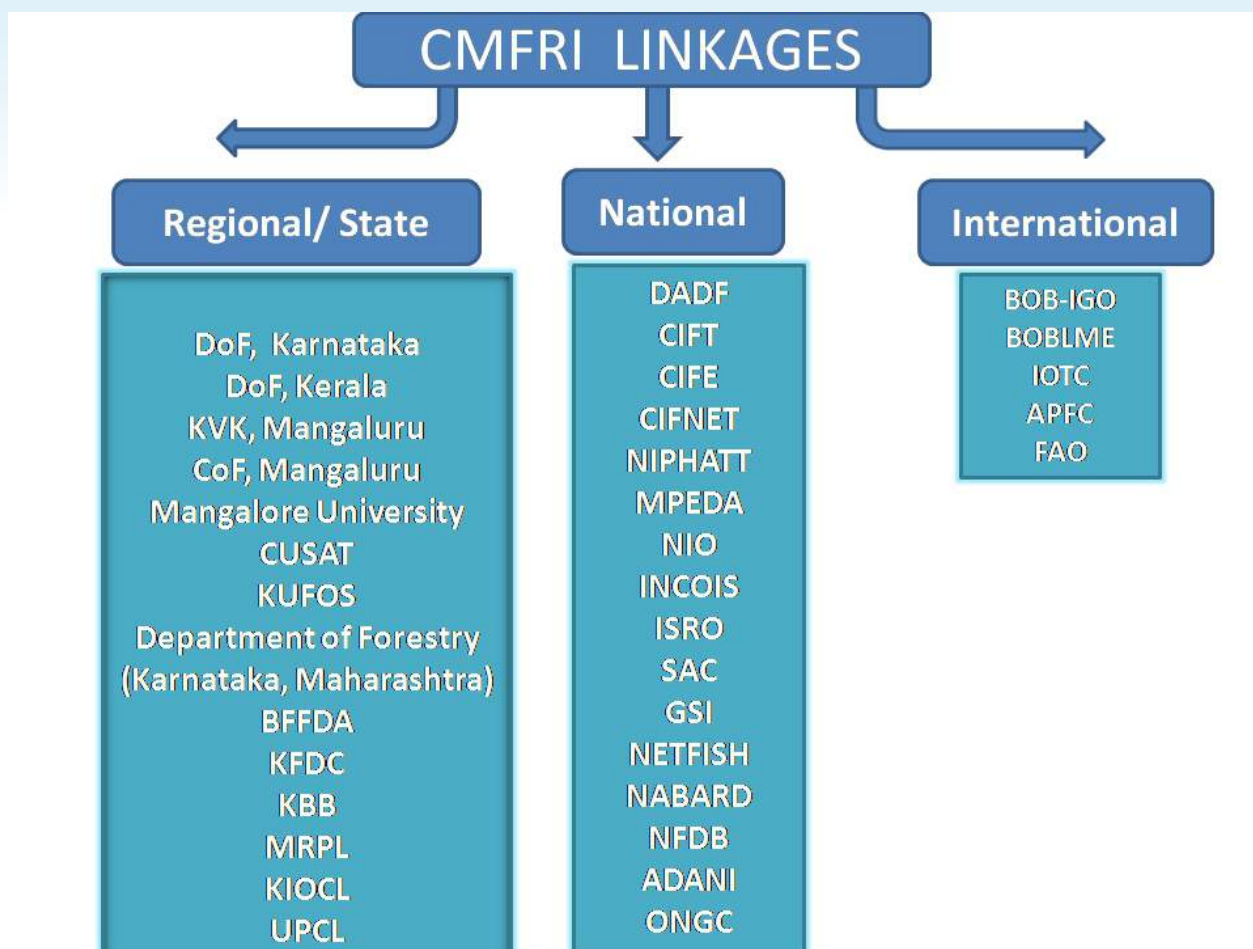 CMFRI LINKAGES
Regional/ State
DoF, Karnataka
DoF, Kerala
KVK, Mangaluru
CoF, Mangaluru
Mangalore University
CUSAT
KUFOS
Department of Forestry
(Karnataka, Maharashtra)
BFFDA
KFDC
KBB
MRPL
KIOCL
UPCL
National
DADF
CIFT
CIFE
CIFNET
NIPHATT
MPEDA
NIO
INCOIS
ISRO
SAC
GSI
NETFISH
NABARD
NFDB
ADANI
ONGC
International
BOB-IGO
BOBLME
IOTC
APFC
FAO